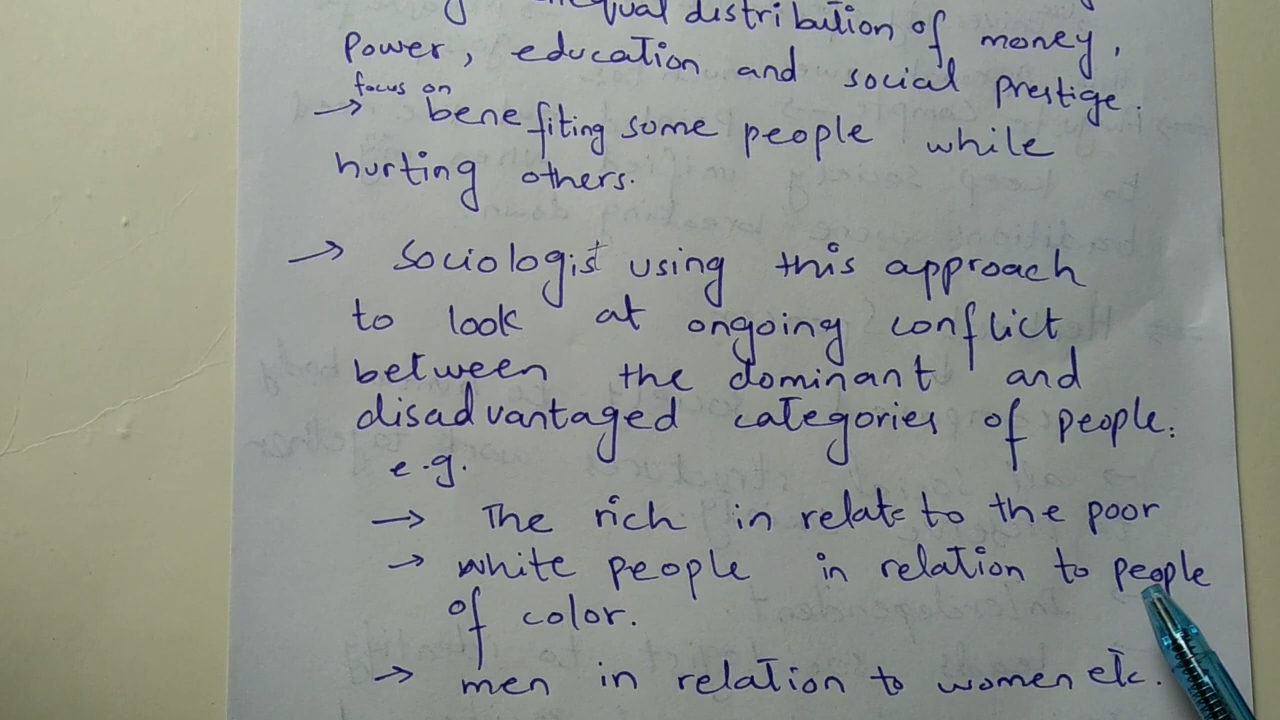 distribution of money,
power, education and social prestige.
focus on
→ benefiting some people while
hurting others.
→ Sociologist using this approach
to look at ongoing conflict
between the dominant and
disadvantaged categories of people.
e.g.
→ The rich in relate to the poor
→ white people in relation to people
of color.
→ men in relation to women etc.